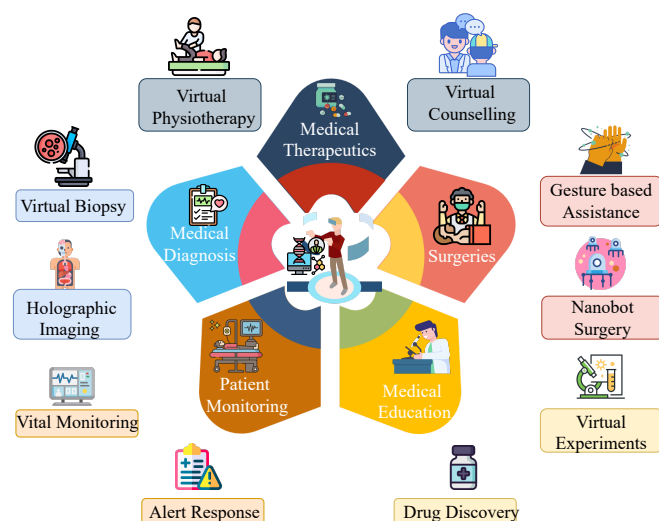 Virtual
Physiotherapy
Virtual
Counselling
Medical
Therapeutics
Virtual Biopsy
Gesture based
Assistance
Medical
Diagnosis
Surgeries
Holographic
Imaging
Nanobot
Surgery
Patient
Monitoring
Medical
Education
Vital Monitoring
Virtual
Experiments
Alert Response
Drug Discovery